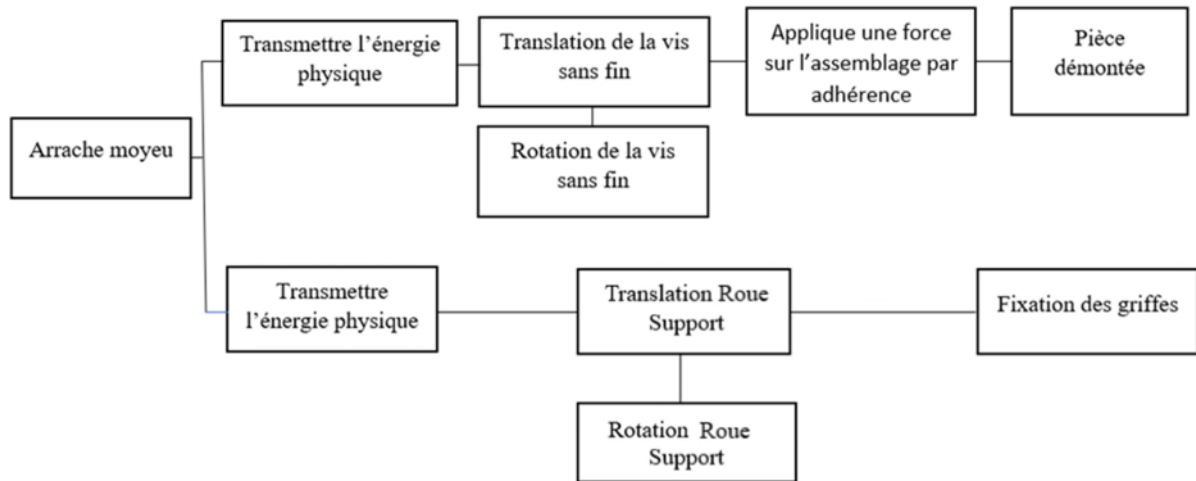 Arrache moyeu
Transmettre l’énergie
physique
Translation de la vis
sans fin
Applique une force
sur l’assemblage par
adhérence
Pièce
démontée
Rotation de la vis
sans fin
Transmettre
l’énergie physique
Translation Roue
Support
Fixation des griffes
Rotation Roue
Support